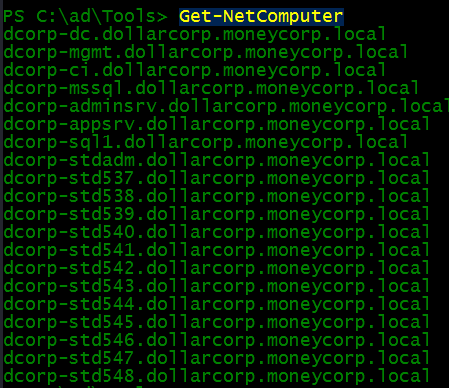 PS C:\ad\Tools> Get-NetComputer
dcorp-dc.dollarcorp.moneycorp.local
dcorp-mgmt.dollarcorp.moneycorp.local
dcorp-ci.dollarcorp.moneycorp.local
dcorp-mssql.dollarcorp.moneycorp.local
dcorp-adminsrv.dollarcorp.moneycorp.local
dcorp-appsrv.dollarcorp.moneycorp.local
dcorp-sql1.dollarcorp.moneycorp.local
dcorp-stdadm.dollarcorp.moneycorp.local
dcorp-std537.dollarcorp.moneycorp.local
dcorp-std538.dollarcorp.moneycorp.local
dcorp-std539.dollarcorp.moneycorp.local
dcorp-std540.dollarcorp.moneycorp.local
dcorp-std541.dollarcorp.moneycorp.local
dcorp-std542.dollarcorp.moneycorp.local
dcorp-std543.dollarcorp.moneycorp.local
dcorp-std544.dollarcorp.moneycorp.local
dcorp-std545.dollarcorp.moneycorp.local
dcorp-std546.dollarcorp.moneycorp.local
dcorp-std547.dollarcorp.moneycorp.local
dcorp-std548.dollarcorp.moneycorp.local